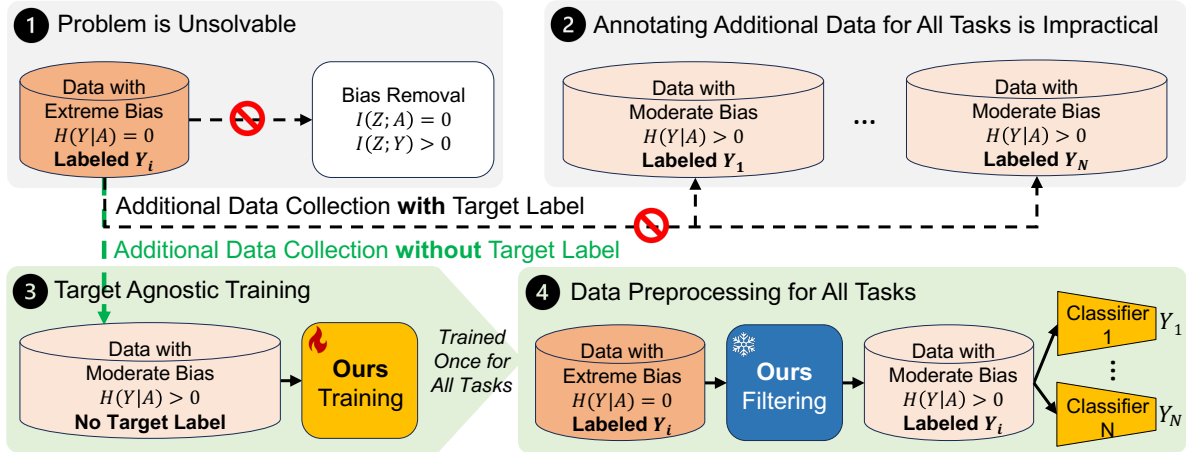 1 Problem is Unsolvable
Data with
Extreme Bias
H(Y|A) = 0
Labeled Y_i
Bias Removal
I(Z; A) = 0
I(Z; Y) > 0
2 Annotating Additional Data for All Tasks is Impractical
Data with
Moderate Bias
H(Y|A) > 0
Labeled Y_1
...
Data with
Moderate Bias
H(Y|A) > 0
Labeled Y_N
Additional Data Collection with Target Label
Additional Data Collection without Target Label
3 Target Agnostic Training
Data with
Moderate Bias
H(Y|A) > 0
No Target Label
Ours
Training
Trained
Once for
All Tasks
4 Data Preprocessing for All Tasks
Data with
Extreme Bias
H(Y|A) = 0
Labeled Y_i
Ours
Filtering
Data with
Moderate Bias
H(Y|A) > 0
Labeled Y_i
Classifier
1
Y_1
...
Classifier
N
Y_N